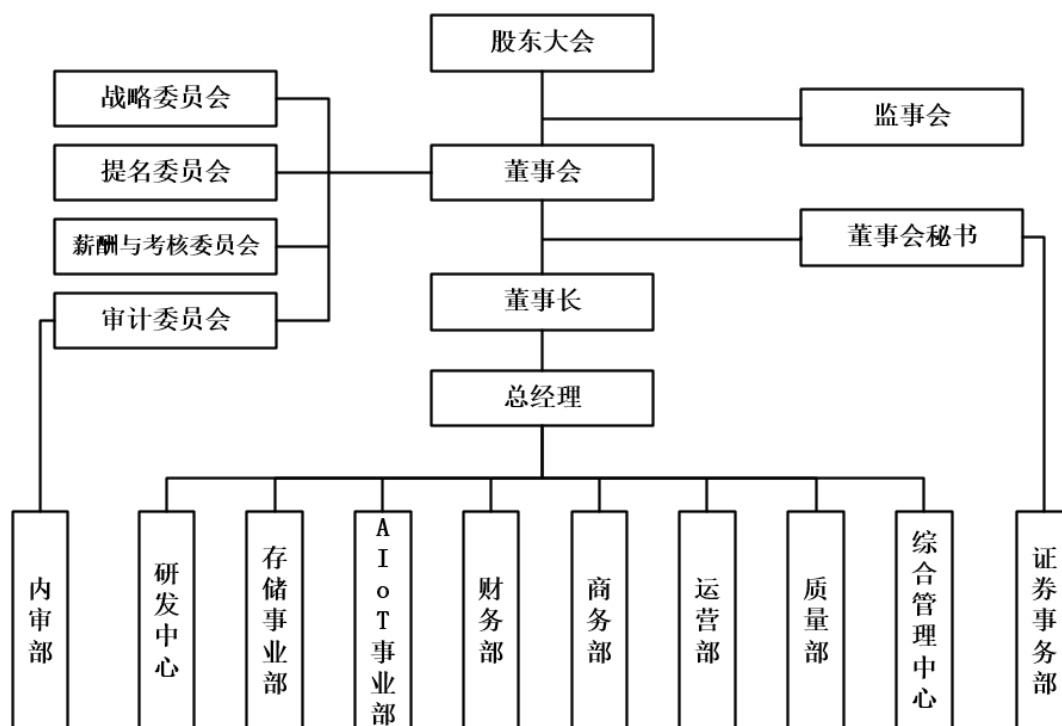 股东大会
战略委员会
监事会
提名委员会
董事会
薪酬与考核委员会
董事会秘书
审计委员会
董事长
总经理
内审部
研发中心
存储事业部
AIoT事业部
财务部
商务部
运营部
质量部
综合管理中心
证券事务部